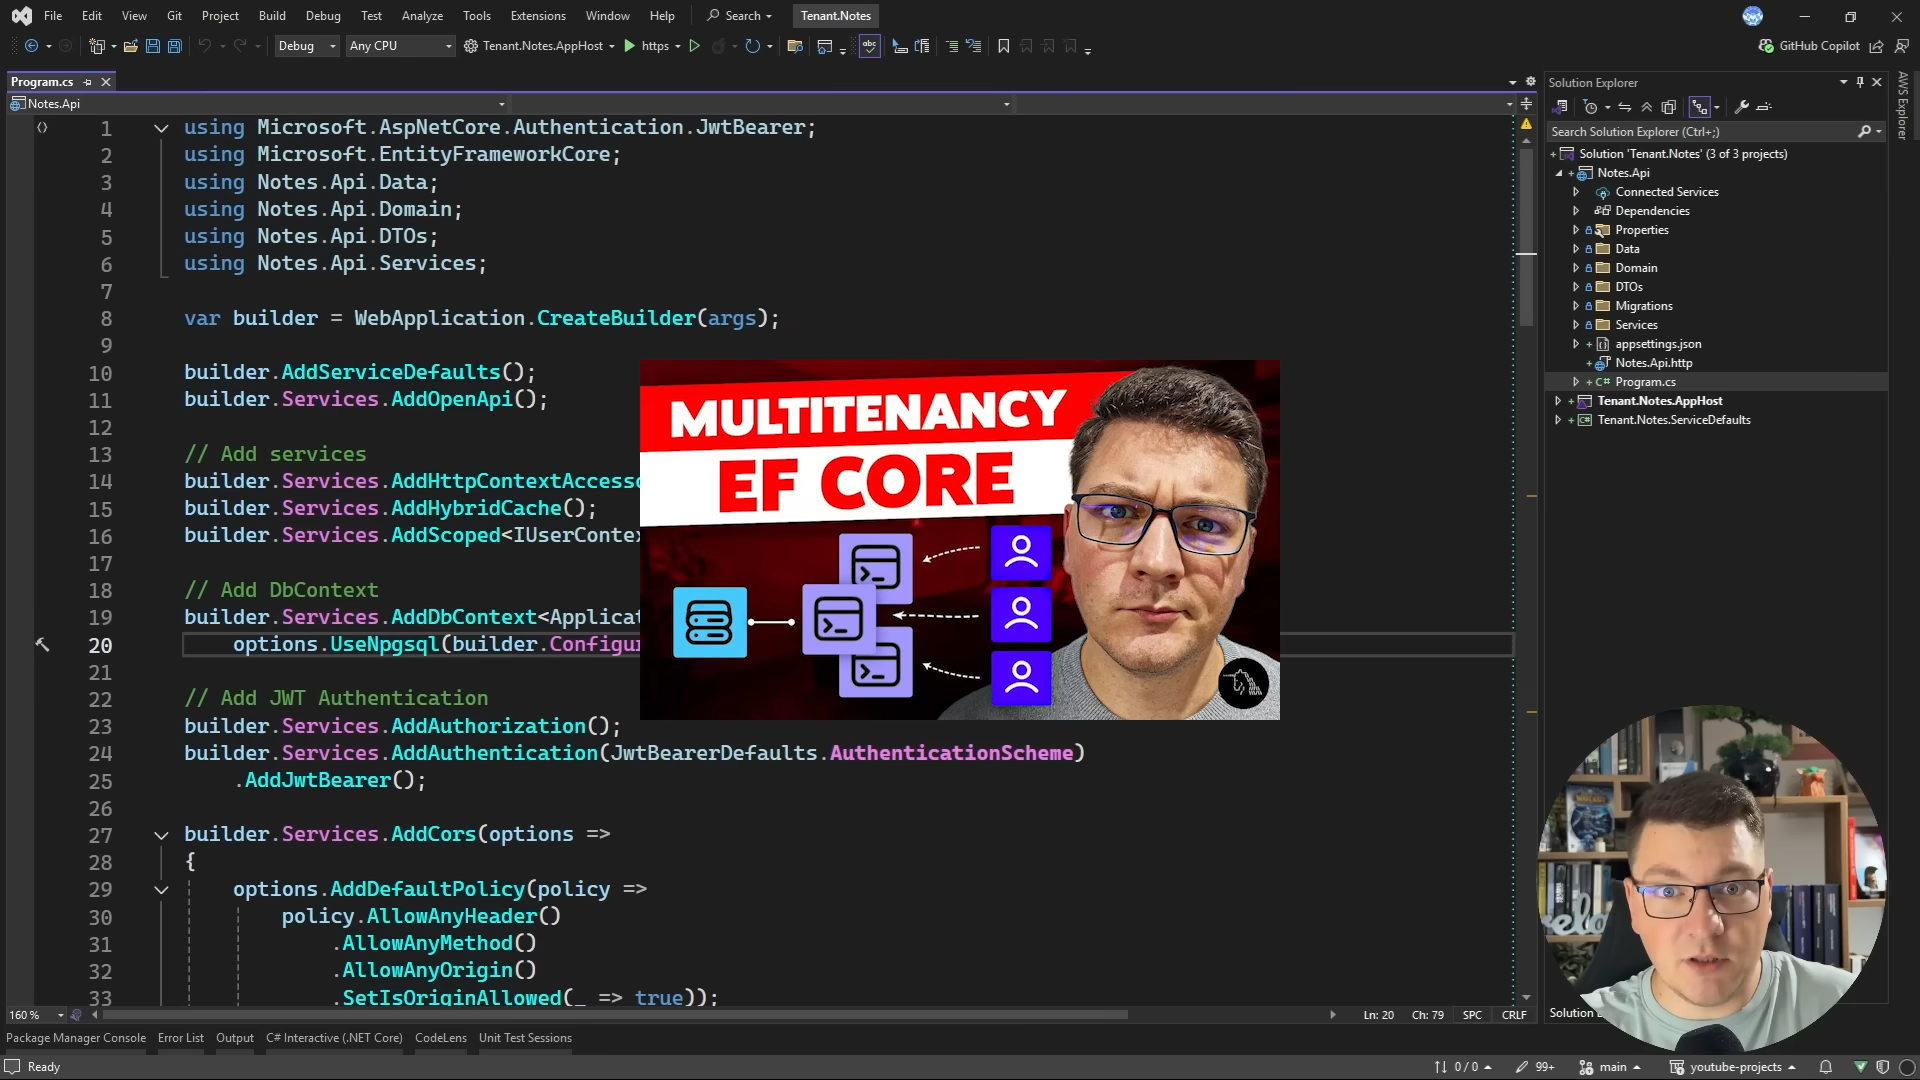 File Edit View Git Project Build Debug Test Analyze Tools Extensions Window Help Search Tenant.Notes
Debug Any CPU Tenant.Notes.AppHost https GitHub Copilot
Program.cs
Notes.Api
1 using Microsoft.AspNetCore.Authentication.JwtBearer;
2 using Microsoft.EntityFrameworkCore;
3 using Notes.Api.Data;
4 using Notes.Api.Domain;
5 using Notes.Api.DTOs;
6 using Notes.Api.Services;
7
8 var builder = WebApplication.CreateBuilder(args);
9
10 builder.AddServiceDefaults();
11 builder.Services.AddOpenApi();
12
13 // Add services
14 builder.Services.AddHttpContextAccesso
15 builder.Services.AddHybridCache();
16 builder.Services.AddScoped<IUserContex
17
18 // Add DbContext
19 builder.Services.AddDbContext<Applicat
20 options.UseNpgsql(builder.Configur
21
22 // Add JWT Authentication
23 builder.Services.AddAuthorization();
24 builder.Services.AddAuthentication(JwtBearerDefaults.AuthenticationScheme)
25 .AddJwtBearer();
26
27 builder.Services.AddCors(options =>
28 {
29 options.AddDefaultPolicy(policy =>
30 policy.AllowAnyHeader()
31 .AllowAnyMethod()
32 .AllowAnyOrigin()
33 .SetIsOriginAllowed(_ => true));
MULTITENANCY
EF CORE
Solution Explorer
Search Solution Explorer (Ctrl+;)
Solution 'Tenant.Notes' (3 of 3 projects)
Notes.Api
Connected Services
Dependencies
Properties
Data
Domain
DTOs
Migrations
Services
appsettings.json
Notes.Api.http
Program.cs
Tenant.Notes.AppHost
Tenant.Notes.ServiceDefaults
AWS Explorer
160 % Ln: 20 Ch: 79 SPC CRLF
Solution
Package Manager Console Error List Output C# Interactive (.NET Core) CodeLens Unit Test Sessions
Ready 0 / 0 99+ main youtube-projects